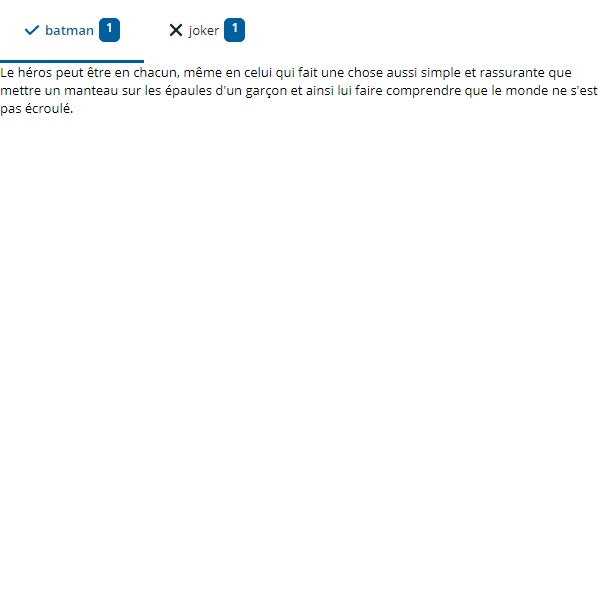 batman 1 joker 1
Le héros peut être en chacun, même en celui qui fait une chose aussi simple et rassurante que
mettre un manteau sur les épaules d'un garçon et ainsi lui faire comprendre que le monde ne s'est
pas écroulé.